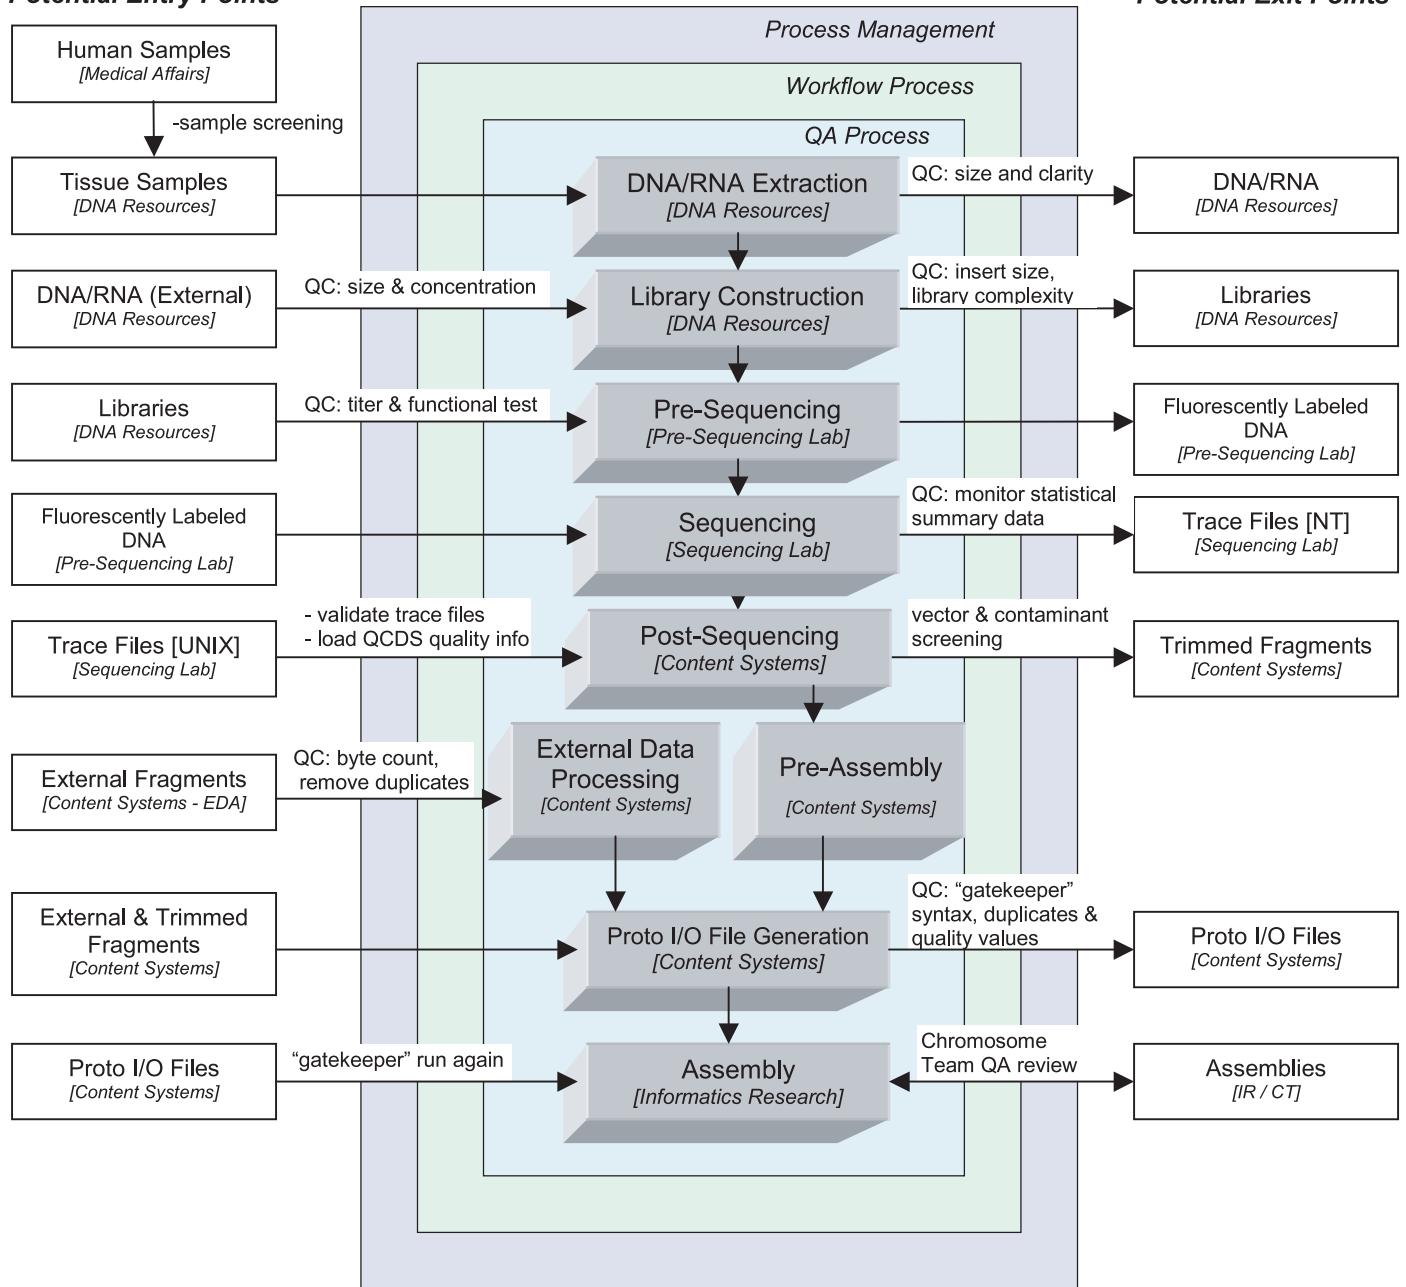 Potential Entry Points
Potential Exit Points
Process Management
Workflow Process
QA Process
Human Samples
[Medical Affairs]
-sample screening
Tissue Samples
[DNA Resources]
DNA/RNA Extraction
[DNA Resources]
QC: size and clarity
DNA/RNA
[DNA Resources]
DNA/RNA (External)
[DNA Resources]
QC: size & concentration
Library Construction
[DNA Resources]
QC: insert size,
library complexity
Libraries
[DNA Resources]
Libraries
[DNA Resources]
QC: titer & functional test
Pre-Sequencing
[Pre-Sequencing Lab]
Fluorescently Labeled
DNA
[Pre-Sequencing Lab]
Fluorescently Labeled
DNA
[Pre-Sequencing Lab]
Sequencing
[Sequencing Lab]
QC: monitor statistical
summary data
Trace Files [NT]
[Sequencing Lab]
Trace Files [UNIX]
[Sequencing Lab]
- validate trace files
- load QCDS quality info
Post-Sequencing
[Content Systems]
vector & contaminant
screening
Trimmed Fragments
[Content Systems]
External Fragments
[Content Systems - EDA]
QC: byte count,
remove duplicates
External Data
Processing
[Content Systems]
Pre-Assembly
[Content Systems]
External & Trimmed
Fragments
[Content Systems]
Proto I/O File Generation
[Content Systems]
QC: “gatekeeper”
syntax, duplicates &
quality values
Proto I/O Files
[Content Systems]
Proto I/O Files
[Content Systems]
“gatekeeper” run again
Assembly
[Informatics Research]
Chromosome
Team QA review
Assemblies
[IR / CT]